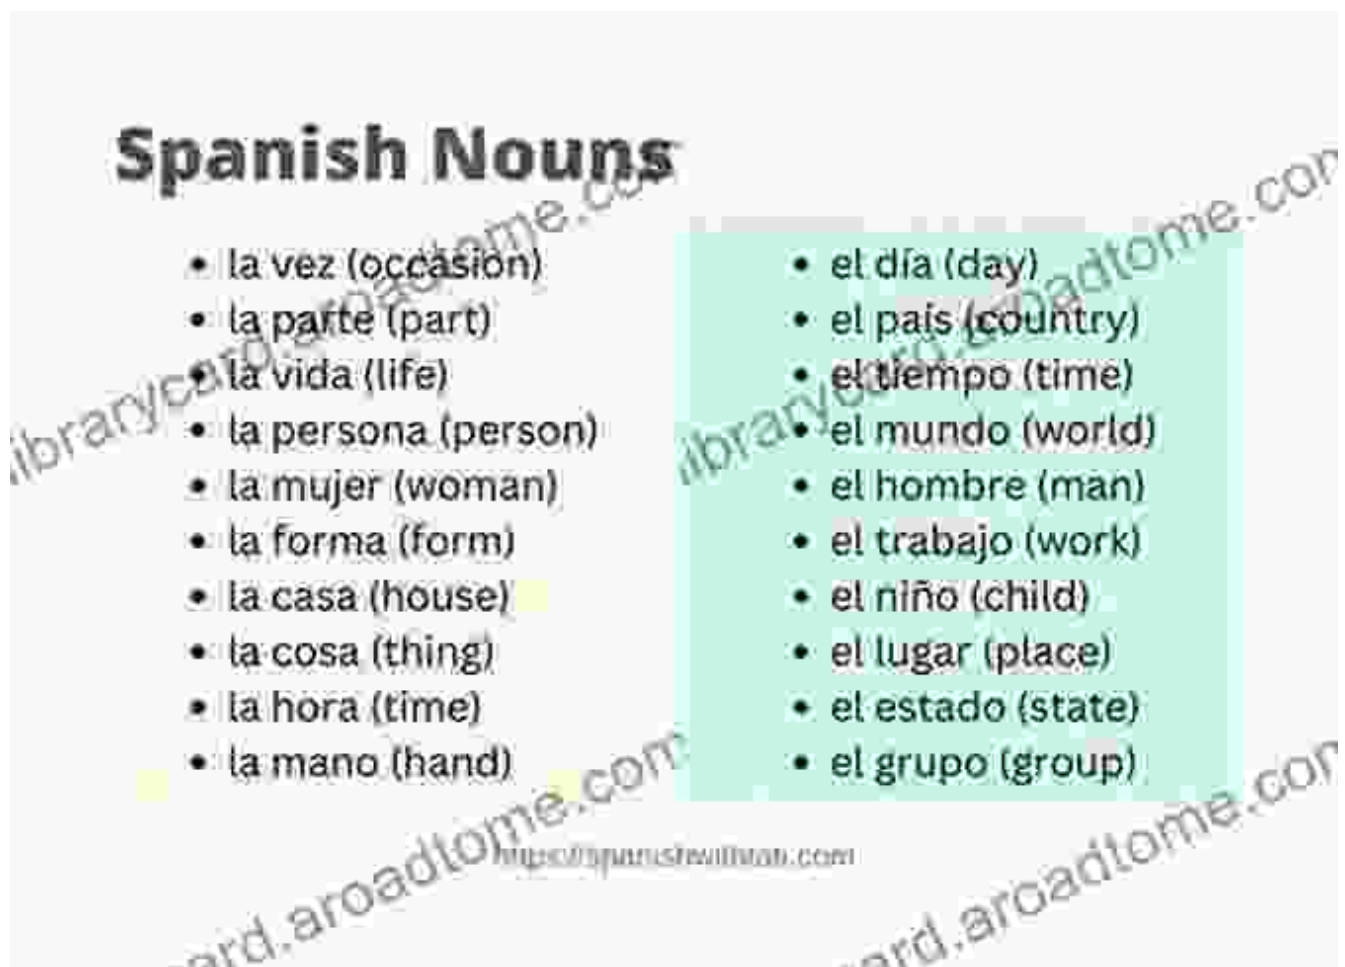 Spanish Nouns
la vez (occasion)
la parte (part)
la vida (life)
la persona (person)
la mujer (woman)
la forma (form)
la casa (house)
la cosa (thing)
la hora (time)
la mano (hand)
el día (day)
el país (country)
el tiempo (time)
el mundo (world)
el hombre (man)
el trabajo (work)
el niño (child)
el lugar (place)
el estado (state)
el grupo (group)
librarycard.aroadtome.com
librarycard.aroadtome.com
ard.aroadtome.com
ard.aroadtome.com